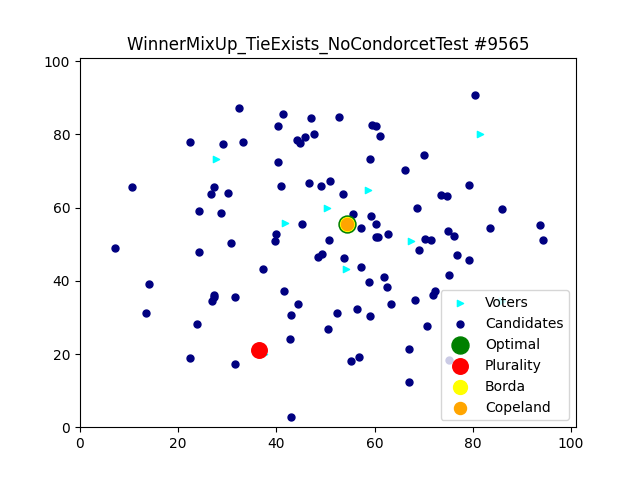 WinnerMixUp_TieExists_NoCondorcetTest #9565
100
80
60
40
20
0
0
20
40
60
80
100
Voters
Candidates
Optimal
Plurality
Borda
Copeland